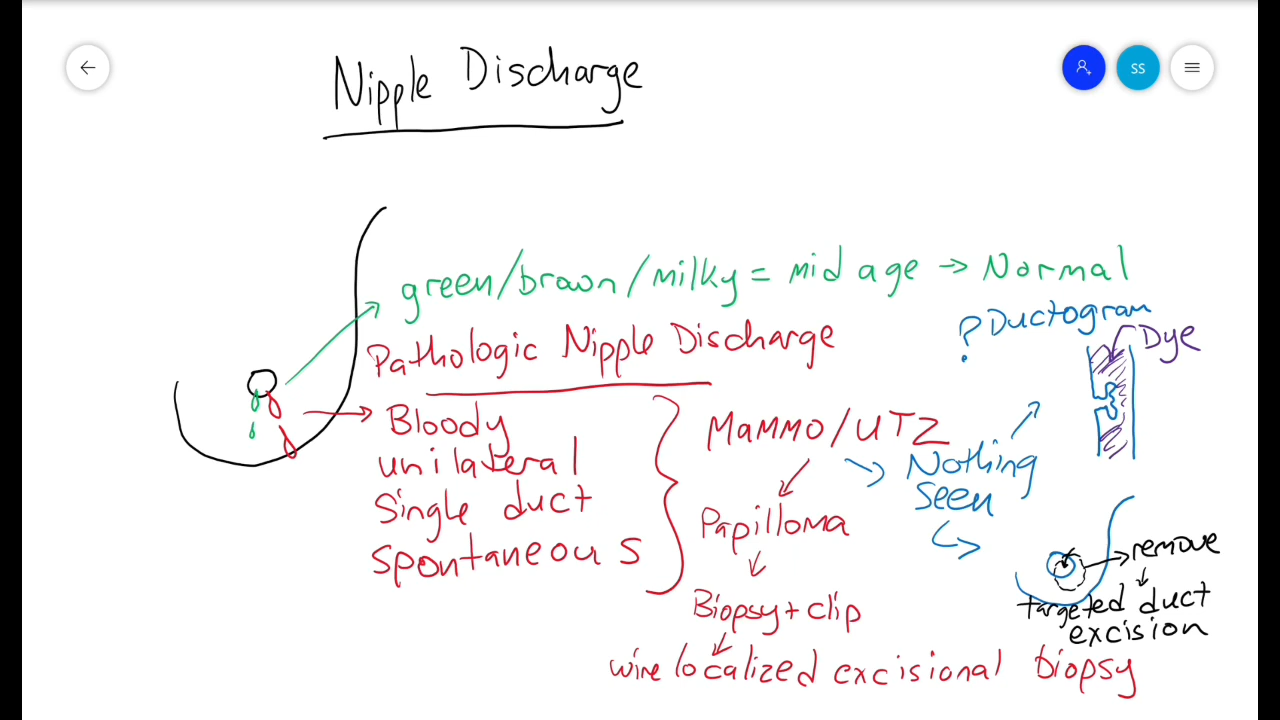 Nipple Discharge
SS
green/brown/milky = mid age → Normal
Pathologic Nipple Discharge
Bloody
unilateral
Single duct
Spontaneous
MAMMO/UTZ
Papilloma
Biopsy + clip
wire localized excisional biopsy
Nothing
Seen
? Ductogram
Dye
remove
targeted duct
excision